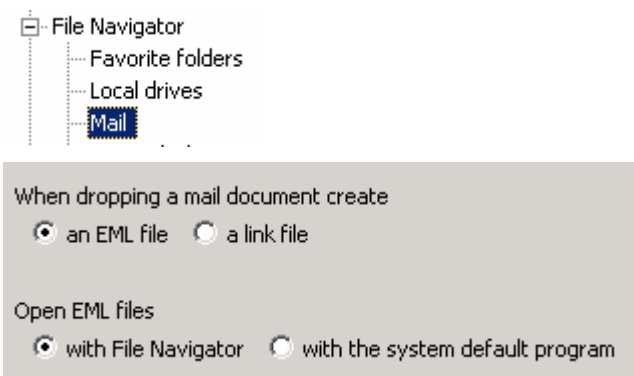 File Navigator
Favorite folders
Local drives
Mail
When dropping a mail document create
an EML file a link file
Open EML files
with File Navigator with the system default program